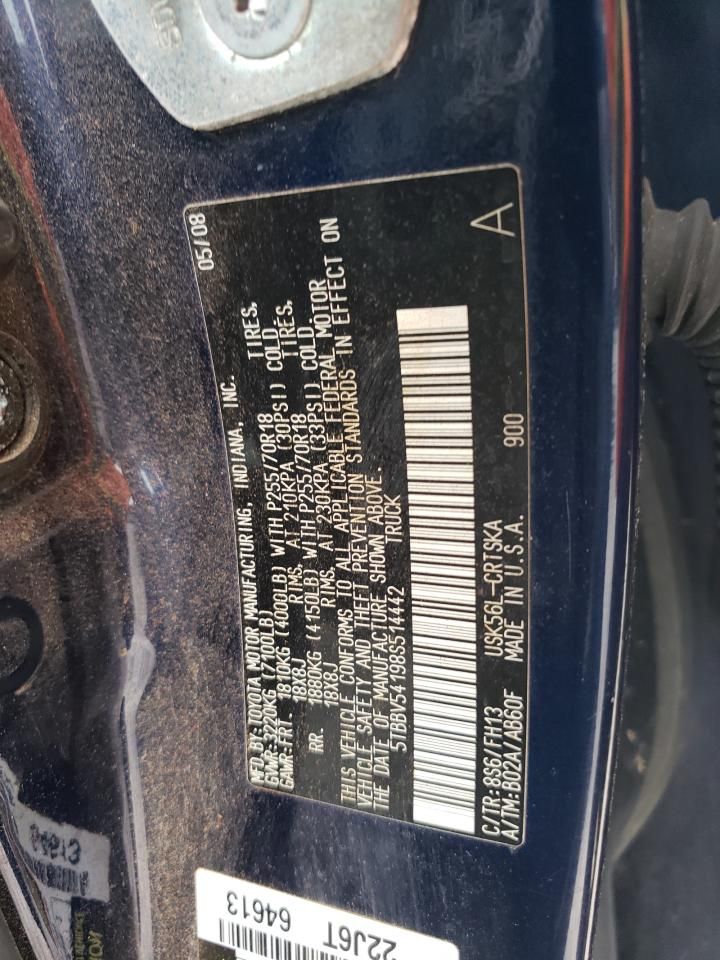 05/08
MFD.BY:TOYOTA MOTOR MANUFACTURING, INDIANA, INC.
GVWR:3220KG (7100LB)
GAWR-FRT. 1810KG (4000LB) WITH P255/70R18 TIRES,
18X8J RIMS, AT 210KPA (30PSI) COLD.
RR. 1880KG (4150LB) WITH P255/70R18 TIRES,
18X8J RIMS, AT 230KPA (33PSI) COLD.
THIS VEHICLE CONFORMS TO ALL APPLICABLE FEDERAL MOTOR
VEHICLE SAFETY AND THEFT PREVENTION STANDARDS IN EFFECT ON
THE DATE OF MANUFACTURE SHOWN ABOVE.
5TBBV54198S514442 TRUCK
C/TR:8S6/FH13 USK56L-CRTSKA
A/TM:B02A/AB60F MADE IN U.S.A. 900 A
64613
22J6T